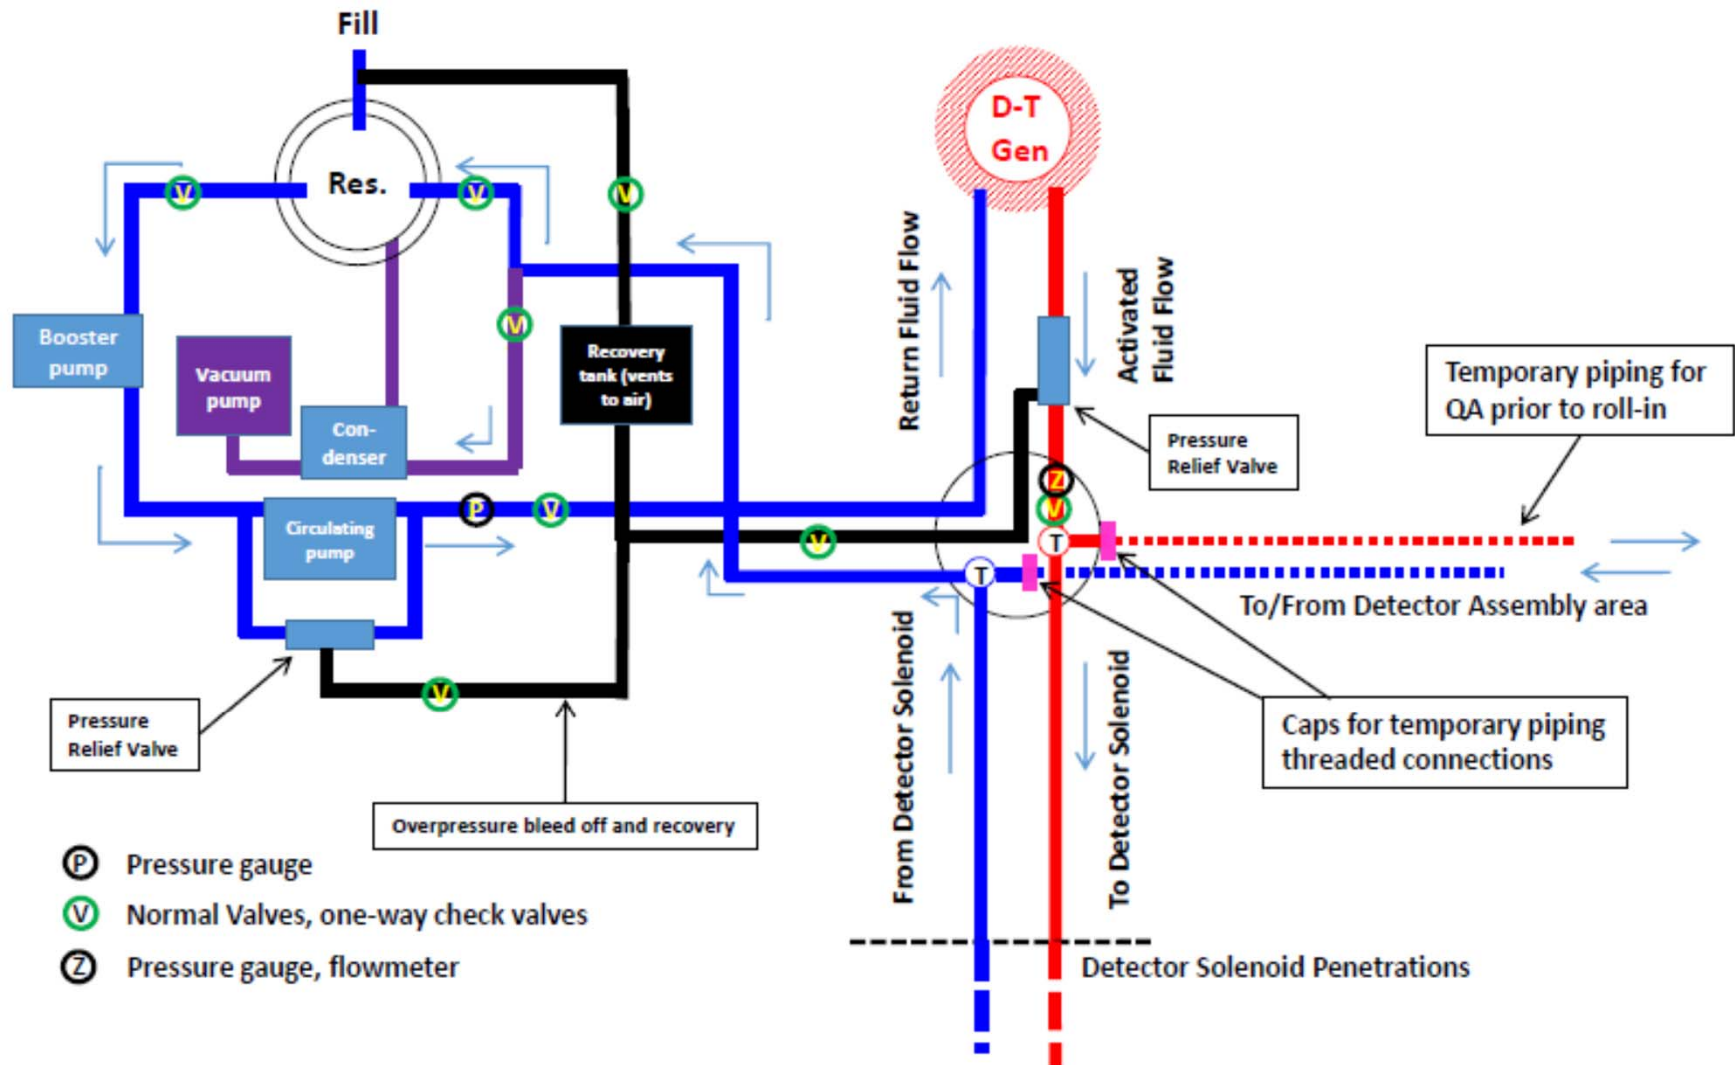 Fill
D-T
Gen
Res.
V
V
V
Return Fluid Flow
Activated
Fluid Flow
Booster
pump
Vacuum
pump
V
Recovery
tank (vents
to air)
Con-
denser
Temporary piping for
QA prior to roll-in
Pressure
Relief Valve
Z
V
Circulating
pump
P
V
V
T
T
To/From Detector Assembly area
From Detector Solenoid
To Detector Solenoid
V
Pressure
Relief Valve
Caps for temporary piping
threaded connections
Overpressure bleed off and recovery
P Pressure gauge
V Normal Valves, one-way check valves
Z Pressure gauge, flowmeter
Detector Solenoid Penetrations